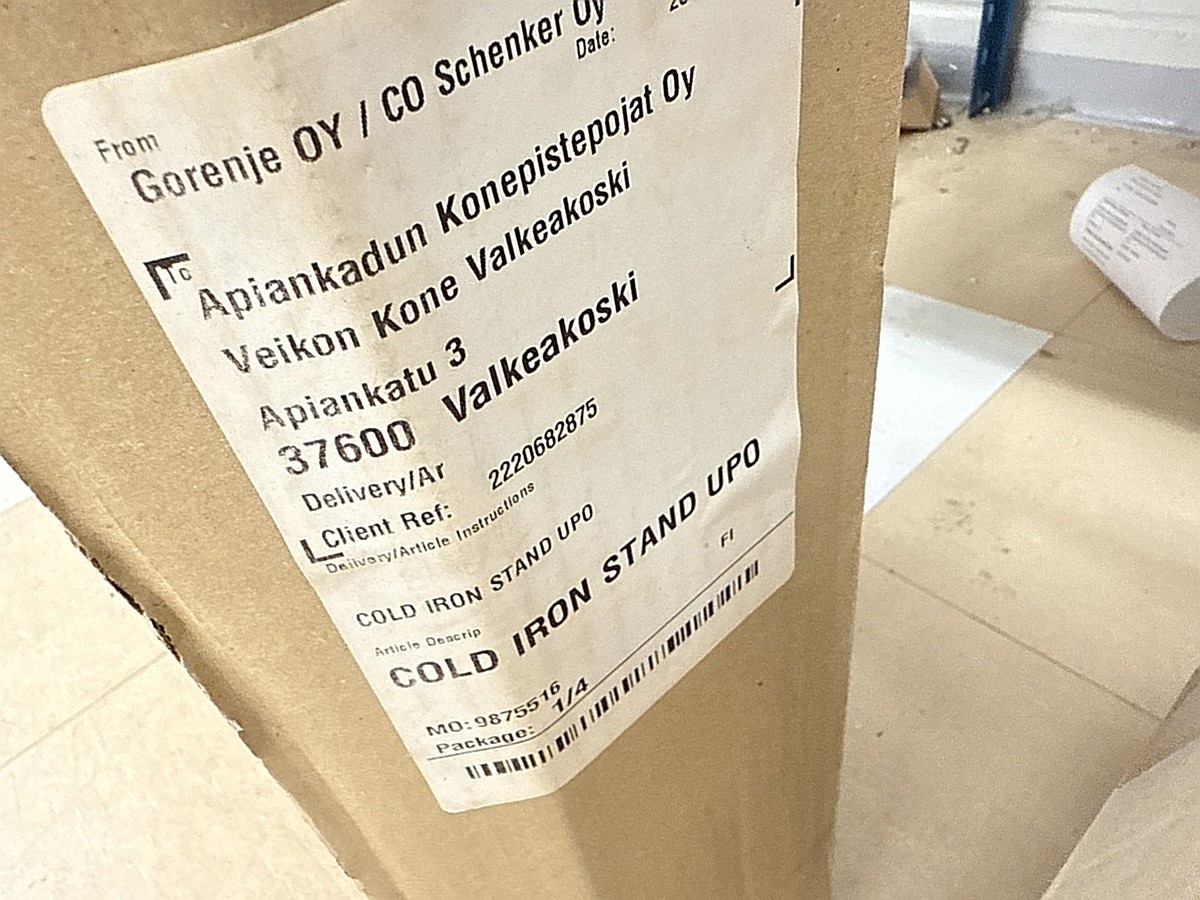 From
Gorenje OY / CO Schenker Oy
Date:
To
Apiankadun Konepistepojat Oy
Veikon Kone Valkeakoski
Apiankatu 3
37600 Valkeakoski
Delivery/Ar
Client Ref: 2220682875
Delivery/Article Instructions
COLD IRON STAND UPO
Article Descrip
COLD IRON STAND UPO
FI
MO: 9875516
Package: 1/4